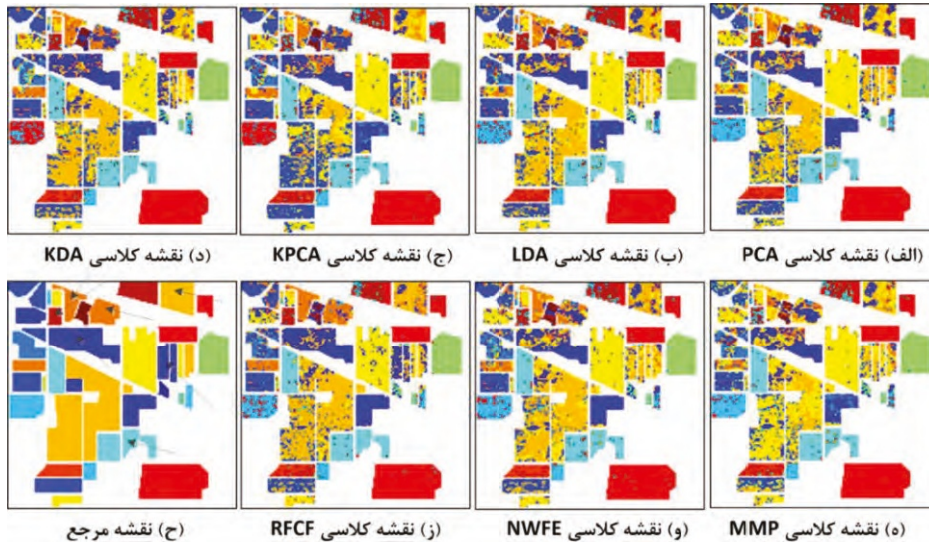 (الف) نقشه کلاسی PCA
(ب) نقشه کلاسی LDA
(ج) نقشه کلاسی KPCA
(د) نقشه کلاسی KDA
(ه) نقشه کلاسی MMP
(و) نقشه کلاسی NWFE
(ز) نقشه کلاسی RFCF
(ح) نقشه مرجع